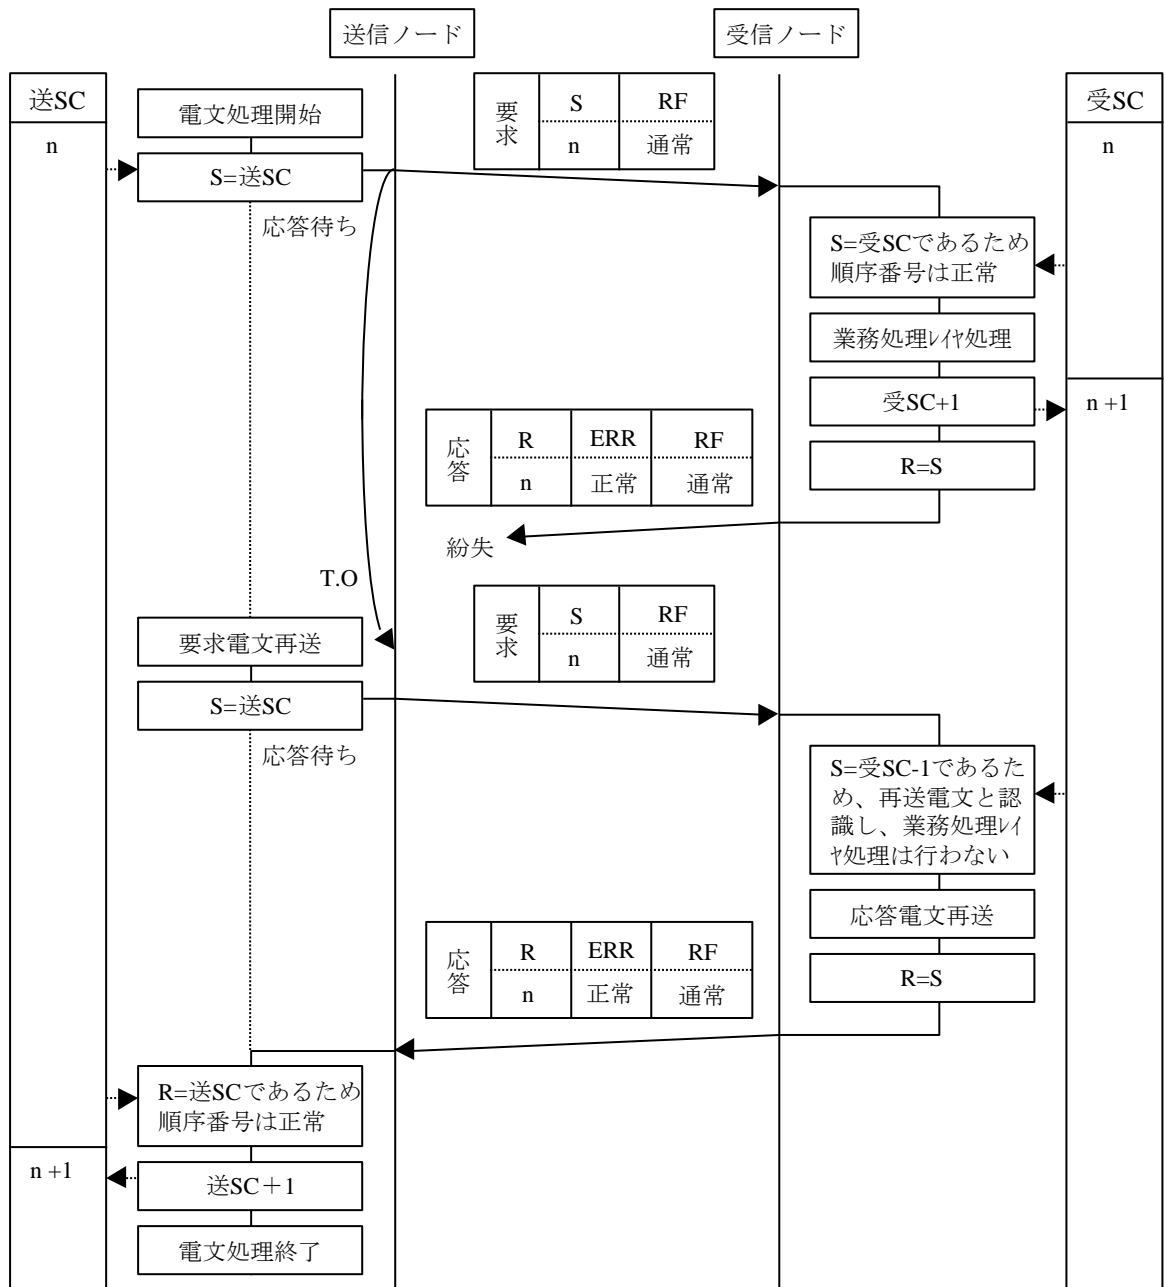 送信ノード
受信ノード
送SC
受SC
n
n
電文処理開始
要求
S
RF
n
通常
S=送SC
応答待ち
S=受SCであるため
順序番号は正常
業務処理ﾚｲﾔ処理
受SC+1
n +1
応答
R
ERR
RF
n
正常
通常
R=S
紛失
T.O
要求
S
RF
n
通常
要求電文再送
S=送SC
応答待ち
S=受SC-1であるた
め、再送電文と認
識し、業務処理ﾚｲ
ﾔ処理は行わない
応答電文再送
応答
R
ERR
RF
n
正常
通常
R=S
R=送SCであるため
順序番号は正常
n +1
送SC＋1
電文処理終了